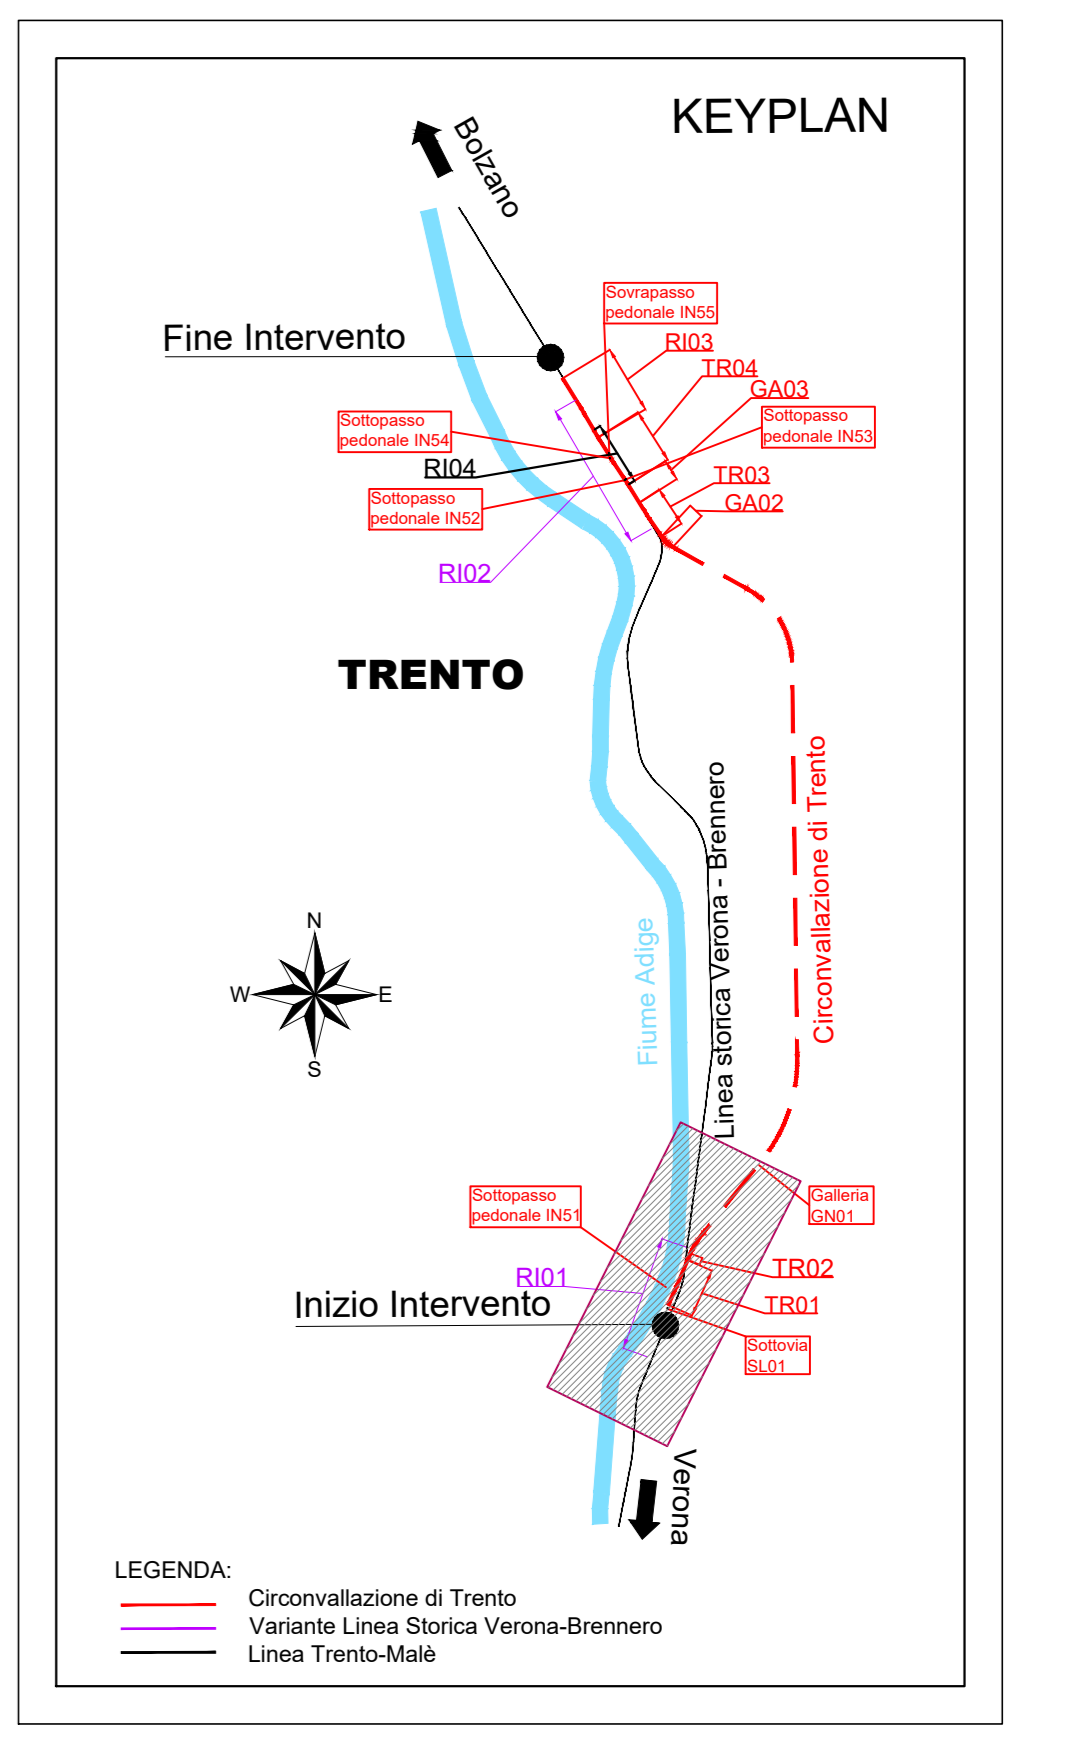 KEYPLAN
Bolzano
Sovrapasso
pedonale IN55
Fine Intervento
RI03
TR04
GA03
Sottopasso
pedonale IN53
Sottopasso
pedonale IN54
RI04
TR03
Sottopasso
pedonale IN52
GA02
RI02
TRENTO
Circonvallazione di Trento
Linea storica Verona - Brennero
Fiume Adige
N
W
E
S
Sottopasso
pedonale IN51
Galleria
GN01
RI01
TR02
Inizio Intervento
TR01
Sottovia
SL01
Verona
LEGENDA:
Circonvallazione di Trento
Variante Linea Storica Verona-Brennero
Linea Trento-Malè